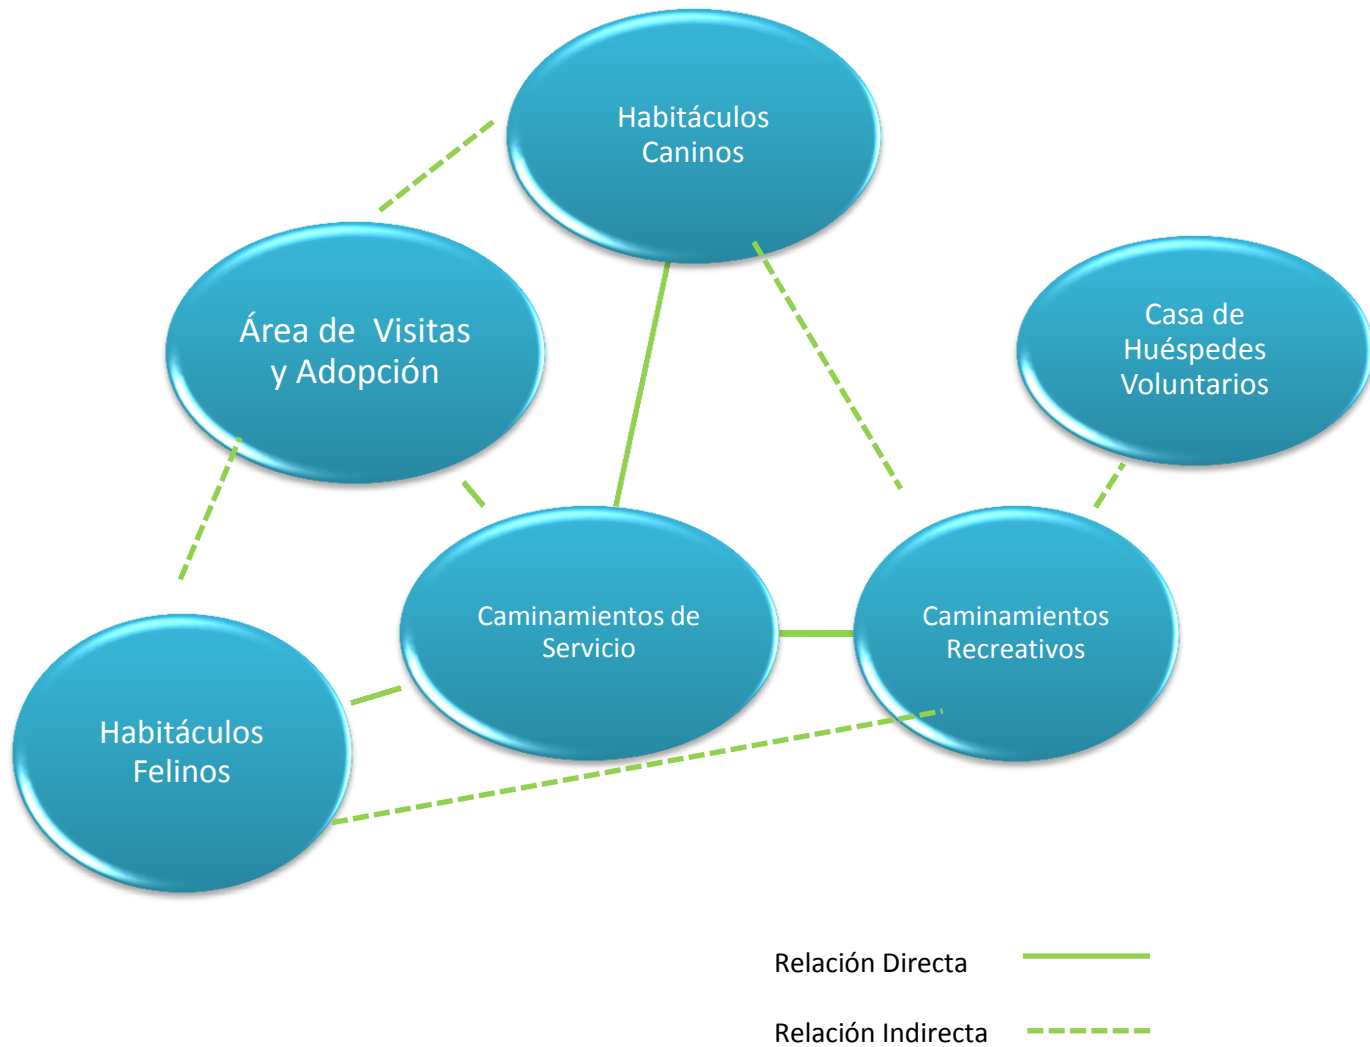 Habitáculos
Caninos
Área de  Visitas
y Adopción
Casa de
Huéspedes
Voluntarios
Caminamientos de
Servicio
Caminamientos
Recreativos
Habitáculos
Felinos
Relación Directa
Relación Indirecta